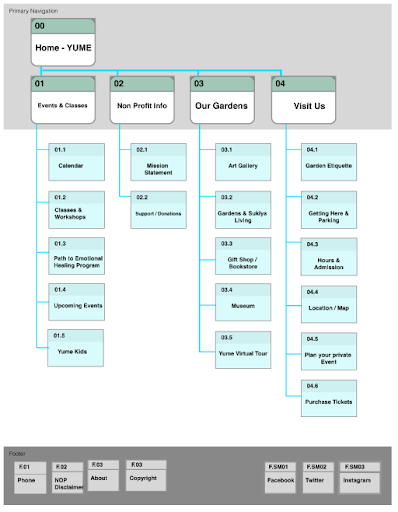 Primary Navigation
00
Home - YUME
01
Events & Classes
02
Non Profit Info
03
Our Gardens
04
Visit Us
01.1
Calendar
01.2
Classes &
Workshops
01.3
Path to Emotional
Healing Program
01.4
Upcoming Events
01.5
Yume Kids
02.1
Mission
Statement
02.2
Support / Donations
03.1
Art Gallery
03.2
Gardens & Sukiya
Living
03.3
Gift Shop /
Bookstore
03.4
Museum
03.5
Yume Virtual Tour
04.1
Garden Etiquette
04.2
Getting Here &
Parking
04.3
Hours &
Admission
04.4
Location / Map
04.5
Plan your private
Event
04.6
Purchase Tickets
Footer
F.01
Phone
F.02
NOP
Disclaimer
F.03
About
F.03
Copyright
F.SM01
Facebook
F.SM02
Twitter
F.SM03
Instagram